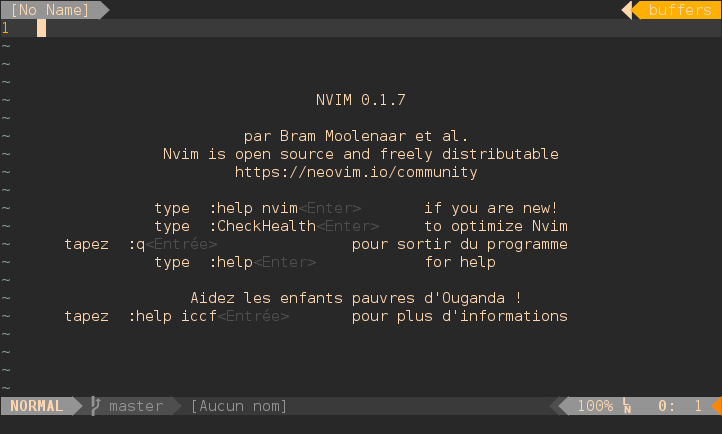 [No Name] buffers
1
~
~
~
~ NVIM 0.1.7
~
~ par Bram Moolenaar et al.
~ Nvim is open source and freely distributable
~ https://neovim.io/community
~
~ type :help nvim<Enter> if you are new!
~ type :CheckHealth<Enter> to optimize Nvim
~ tapez :q<Entrée> pour sortir du programme
~ type :help<Enter> for help
~
~ Aidez les enfants pauvres d'Ouganda !
~ tapez :help iccf<Entrée> pour plus d'informations
~
~
~
~
NORMAL master [Aucun nom] 100% LN 0: 1